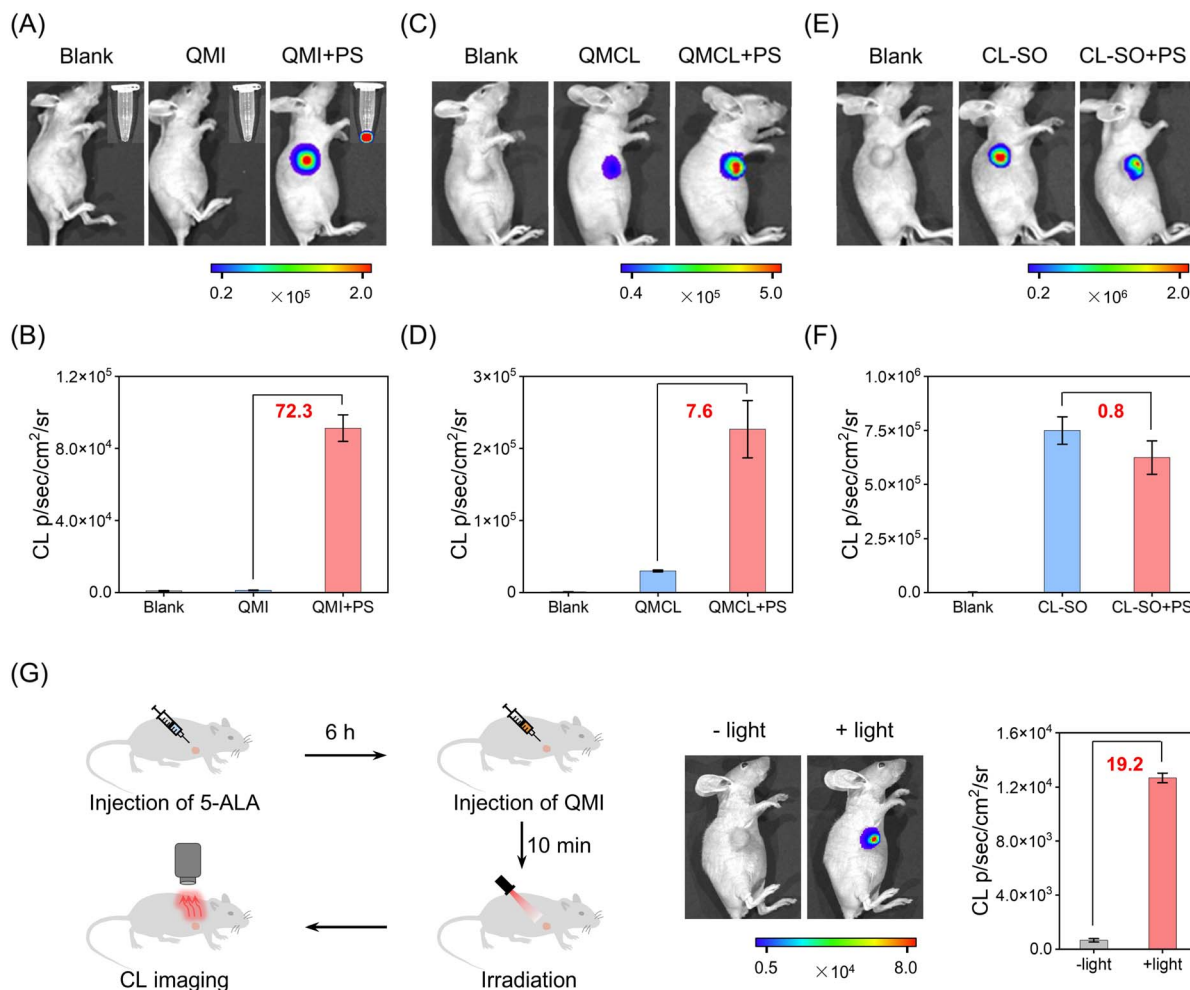 (A)
Blank QMI QMI+PS
0.2 ×10⁵ 2.0
(C)
Blank QMCL QMCL+PS
0.4 ×10⁵ 5.0
(E)
Blank CL-SO CL-SO+PS
0.2 ×10⁶ 2.0
(B)
CL p/sec/cm²/sr
1.2×10⁵
8.0×10⁴
4.0×10⁴
0.0
72.3
Blank QMI QMI+PS
(D)
CL p/sec/cm²/sr
3×10⁵
2×10⁵
1×10⁵
0
7.6
Blank QMCL QMCL+PS
(F)
CL p/sec/cm²/sr
1.0×10⁶
7.5×10⁵
5.0×10⁵
2.5×10⁵
0.0
0.8
Blank CL-SO CL-SO+PS
(G)
Injection of 5-ALA
6 h
Injection of QMI
10 min
Irradiation
CL imaging
- light + light
0.5 ×10⁴ 8.0
CL p/sec/cm²/sr
1.6×10⁴
1.2×10⁴
8.0×10³
4.0×10³
0.0
19.2
-light +light